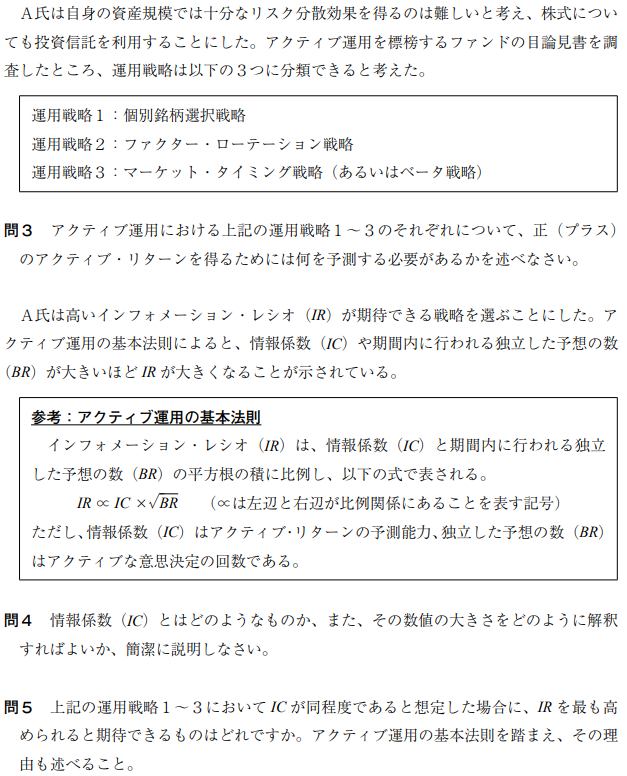 A氏は自身の資産規模では十分なリスク分散効果を得るのは難しいと考え、株式につい
ても投資信託を利用することにした。アクティブ運用を標榜するファンドの目論見書を調
査したところ、運用戦略は以下の３つに分類できると考えた。
運用戦略１：個別銘柄選択戦略
運用戦略２：ファクター・ローテーション戦略
運用戦略３：マーケット・タイミング戦略（あるいはベータ戦略）
問３　アクティブ運用における上記の運用戦略１～３のそれぞれについて、正（プラス）
のアクティブ・リターンを得るためには何を予測する必要があるかを述べなさい。
A氏は高いインフォメーション・レシオ（IR）が期待できる戦略を選ぶことにした。ア
クティブ運用の基本法則によると、情報係数（IC）や期間内に行われる独立した予想の数
（BR）が大きいほどIRが大きくなることが示されている。
参考：アクティブ運用の基本法則
インフォメーション・レシオ（IR）は、情報係数（IC）と期間内に行われる独立
した予想の数（BR）の平方根の積に比例し、以下の式で表される。
IR ∝ IC ×√BR　（∝は左辺と右辺が比例関係にあることを表す記号）
ただし、情報係数（IC）はアクティブ・リターンの予測能力、独立した予想の数（BR）
はアクティブな意思決定の回数である。
問４　情報係数（IC）とはどのようなものか、また、その数値の大きさをどのように解釈
すればよいか、簡潔に説明しなさい。
問５　上記の運用戦略１～３においてICが同程度であると想定した場合に、IRを最も高
められると期待できるものはどれですか。アクティブ運用の基本法則を踏まえ、その理
由も述べること。